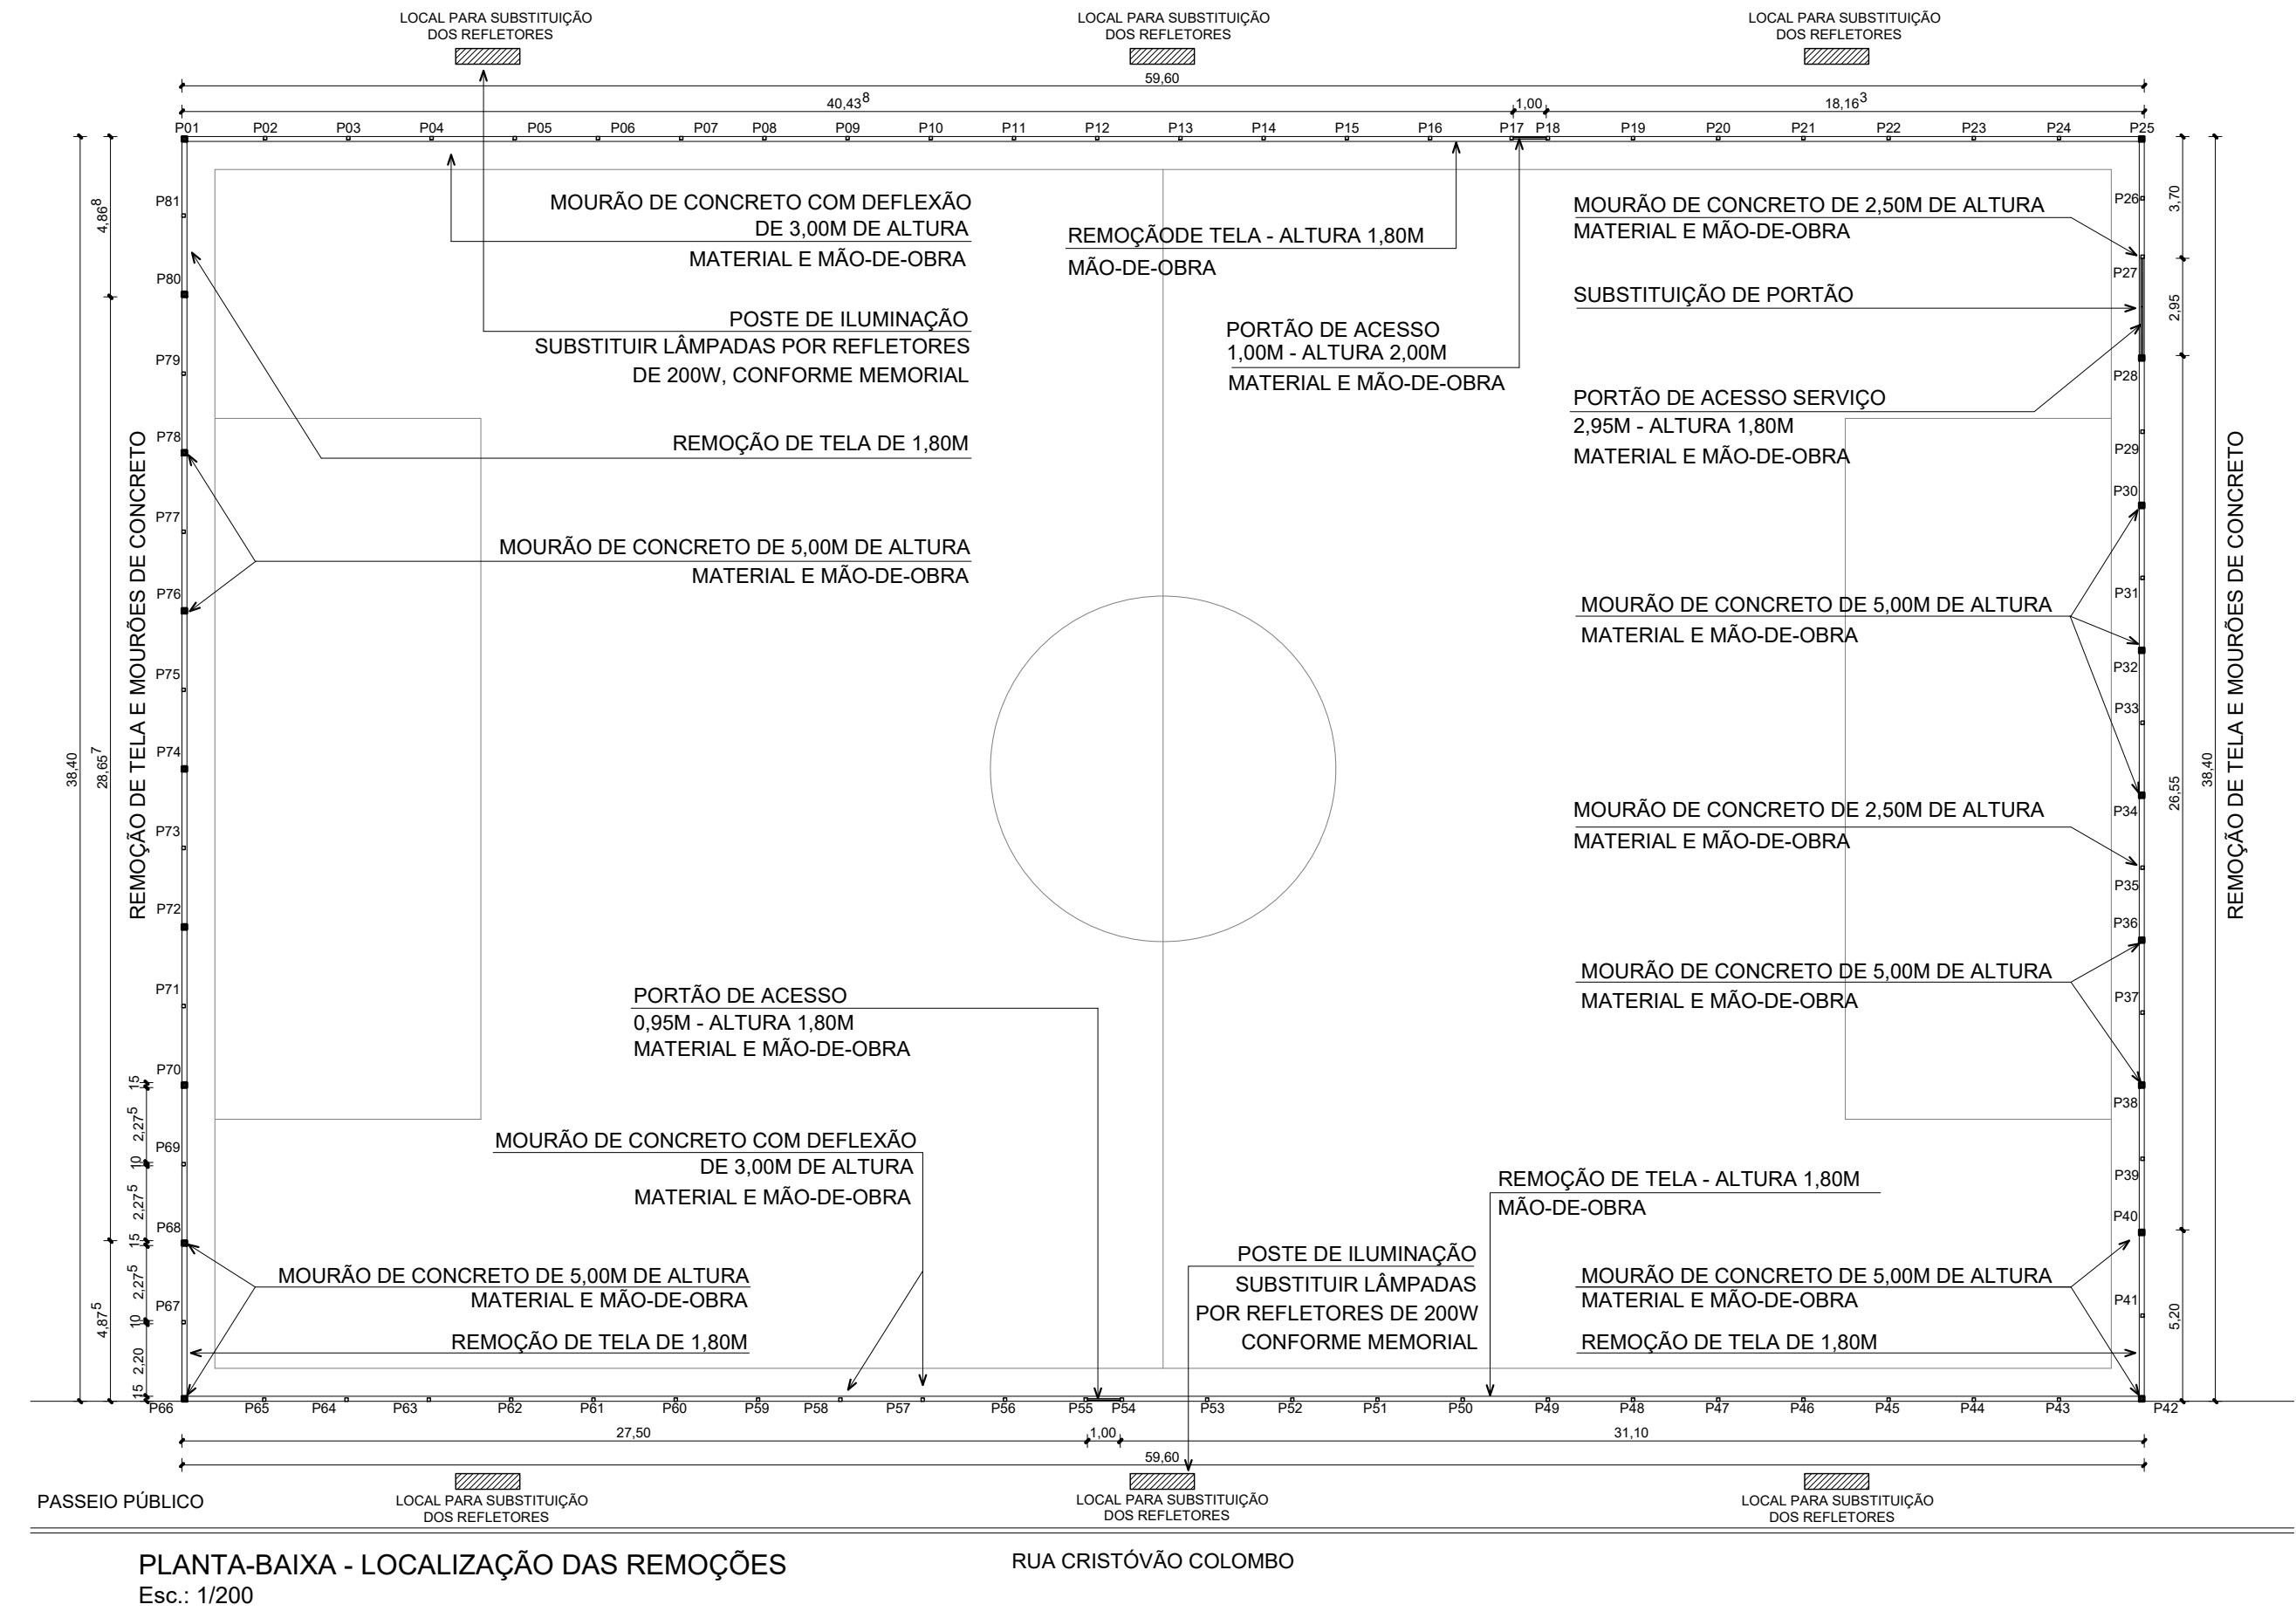 LOCAL PARA SUBSTITUIÇÃO
DOS REFLETORES
LOCAL PARA SUBSTITUIÇÃO
DOS REFLETORES
LOCAL PARA SUBSTITUIÇÃO
DOS REFLETORES
59,60
40,43⁸
1,00
18,16³
P01
P02
P03
P04
P05
P06
P07
P08
P09
P10
P11
P12
P13
P14
P15
P16
P17
P18
P19
P20
P21
P22
P23
P24
P25
MOURÃO DE CONCRETO COM DEFLEXÃO
DE 3,00M DE ALTURA
MATERIAL E MÃO-DE-OBRA
POSTE DE ILUMINAÇÃO
SUBSTITUIR LÂMPADAS POR REFLETORES
DE 200W, CONFORME MEMORIAL
REMOÇÃO DE TELA DE 1,80M
MOURÃO DE CONCRETO DE 5,00M DE ALTURA
MATERIAL E MÃO-DE-OBRA
REMOÇÃODE TELA - ALTURA 1,80M
MÃO-DE-OBRA
PORTÃO DE ACESSO
1,00M - ALTURA 2,00M
MATERIAL E MÃO-DE-OBRA
MOURÃO DE CONCRETO DE 2,50M DE ALTURA
MATERIAL E MÃO-DE-OBRA
SUBSTITUIÇÃO DE PORTÃO
PORTÃO DE ACESSO SERVIÇO
2,95M - ALTURA 1,80M
MATERIAL E MÃO-DE-OBRA
MOURÃO DE CONCRETO DE 5,00M DE ALTURA
MATERIAL E MÃO-DE-OBRA
MOURÃO DE CONCRETO DE 2,50M DE ALTURA
MATERIAL E MÃO-DE-OBRA
MOURÃO DE CONCRETO DE 5,00M DE ALTURA
MATERIAL E MÃO-DE-OBRA
P26
P27
P28
P29
P30
P31
P32
P33
P34
P35
P36
P37
P38
P39
P40
P41
3,70
2,95
26,55
5,20
38,40
REMOÇÃO DE TELA E MOURÕES DE CONCRETO
P81
P80
P79
P78
P77
P76
P75
P74
P73
P72
P71
P70
P69
P68
P67
4,86⁸
28,65⁷
4,87⁵
38,40
REMOÇÃO DE TELA E MOURÕES DE CONCRETO
15
2,27⁵
10
2,27⁵
15
2,27⁵
10
2,20
15
PORTÃO DE ACESSO
0,95M - ALTURA 1,80M
MATERIAL E MÃO-DE-OBRA
MOURÃO DE CONCRETO COM DEFLEXÃO
DE 3,00M DE ALTURA
MATERIAL E MÃO-DE-OBRA
MOURÃO DE CONCRETO DE 5,00M DE ALTURA
MATERIAL E MÃO-DE-OBRA
REMOÇÃO DE TELA DE 1,80M
REMOÇÃO DE TELA - ALTURA 1,80M
MÃO-DE-OBRA
POSTE DE ILUMINAÇÃO
SUBSTITUIR LÂMPADAS
POR REFLETORES DE 200W
CONFORME MEMORIAL
MOURÃO DE CONCRETO DE 5,00M DE ALTURA
MATERIAL E MÃO-DE-OBRA
REMOÇÃO DE TELA DE 1,80M
P66
P65
P64
P63
P62
P61
P60
P59
P58
P57
P56
P55
P54
P53
P52
P51
P50
P49
P48
P47
P46
P45
P44
P43
P42
27,50
1,00
31,10
59,60
PASSEIO PÚBLICO
LOCAL PARA SUBSTITUIÇÃO
DOS REFLETORES
LOCAL PARA SUBSTITUIÇÃO
DOS REFLETORES
LOCAL PARA SUBSTITUIÇÃO
DOS REFLETORES
PLANTA-BAIXA - LOCALIZAÇÃO DAS REMOÇÕES
Esc.: 1/200
RUA CRISTÓVÃO COLOMBO